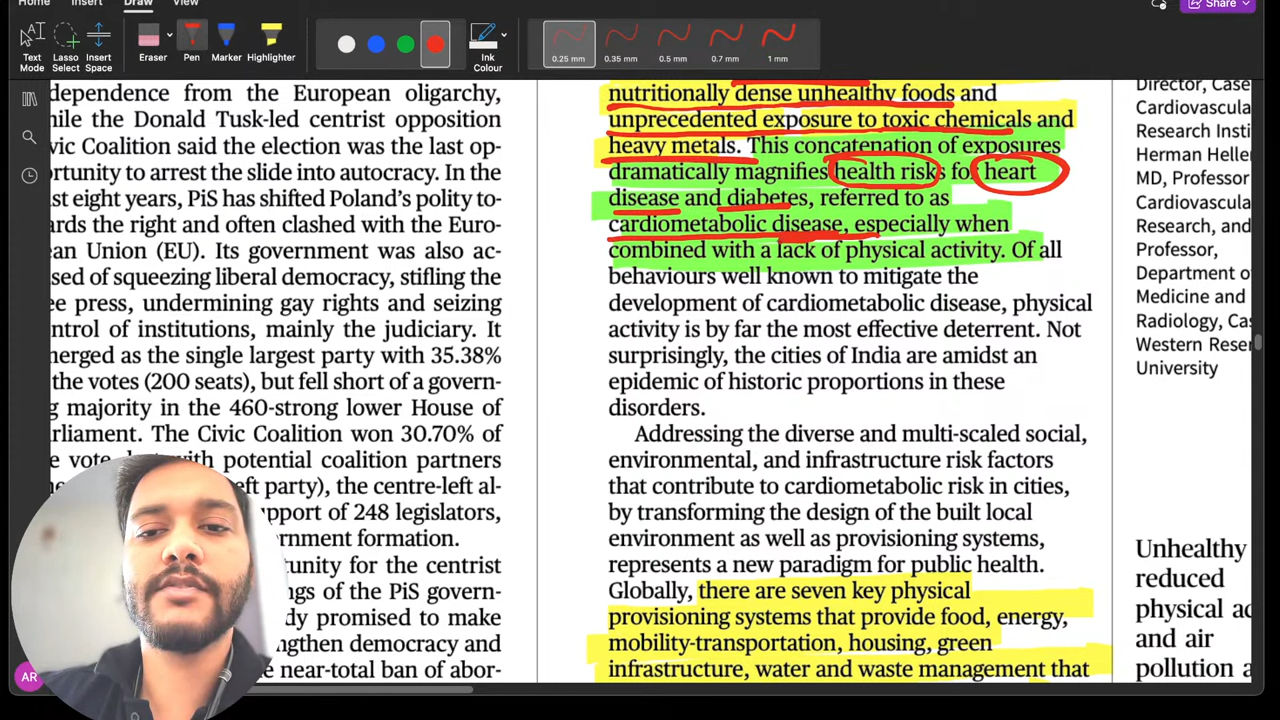 Home Insert Draw View
Share
Text Mode
Lasso Select
Insert Space
Eraser
Pen
Marker
Highlighter
Ink Colour
0.25 mm
0.35 mm
0.5 mm
0.7 mm
1 mm
dependence from the European oligarchy,
hile the Donald Tusk-led centrist opposition
vic Coalition said the election was the last op-
ortunity to arrest the slide into autocracy. In the
st eight years, PiS has shifted Poland's polity to-
ards the right and often clashed with the Euro-
ean Union (EU). Its government was also ac-
sed of squeezing liberal democracy, stifling the
ee press, undermining gay rights and seizing
ntrol of institutions, mainly the judiciary. It
merged as the single largest party with 35.38%
the votes (200 seats), but fell short of a govern-
g majority in the 460-strong lower House of
arliament. The Civic Coalition won 30.70% of
e vote, but with potential coalition partners
eft party), the centre-left al-
upport of 248 legislators,
ernment formation.
tunity for the centrist
ngs of the PiS govern-
dy promised to make
ngthen democracy and
e near-total ban of abor-
nutritionally dense unhealthy foods and
unprecedented exposure to toxic chemicals and
heavy metals. This concatenation of exposures
dramatically magnifies health risks for heart
disease and diabetes, referred to as
cardiometabolic disease, especially when
combined with a lack of physical activity. Of all
behaviours well known to mitigate the
development of cardiometabolic disease, physical
activity is by far the most effective deterrent. Not
surprisingly, the cities of India are amidst an
epidemic of historic proportions in these
disorders.
Addressing the diverse and multi-scaled social,
environmental, and infrastructure risk factors
that contribute to cardiometabolic risk in cities,
by transforming the design of the built local
environment as well as provisioning systems,
represents a new paradigm for public health.
Globally, there are seven key physical
provisioning systems that provide food, energy,
mobility-transportation, housing, green
infrastructure, water and waste management that
Director, Case
Cardiovascula
Research Insti
Herman Heller
MD, Professor
Cardiovascula
Professor,
Department o
Medicine and
Radiology, Cas
Western Rese
University
Unhealthy
reduced
physical ac
and air
pollution a
AR